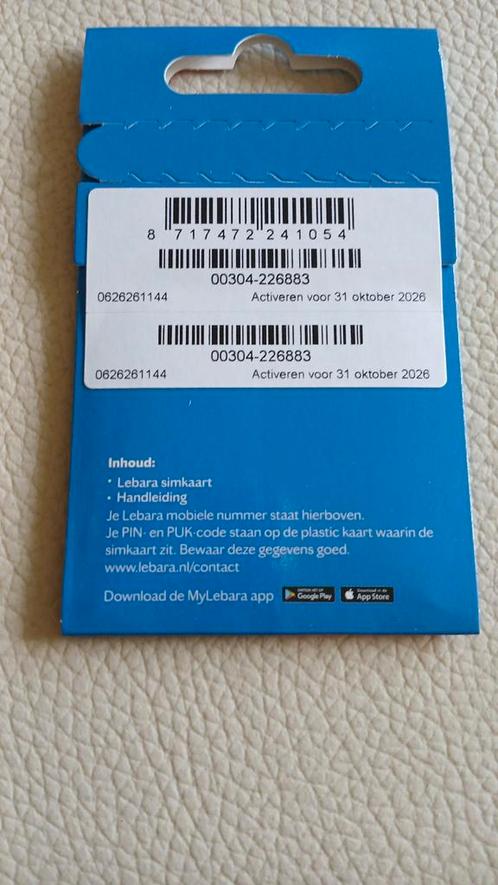 8 717472 241054
00304-226883
0626261144 Activeren voor 31 oktober 2026
00304-226883
0626261144 Activeren voor 31 oktober 2026
Inhoud:
• Lebara simkaart
• Handleiding
Je Lebara mobiele nummer staat hierboven.
Je PIN- en PUK-code staan op de plastic kaart waarin de
simkaart zit. Bewaar deze gegevens goed.
www.lebara.nl/contact
Download de MyLebara app Google Play App Store